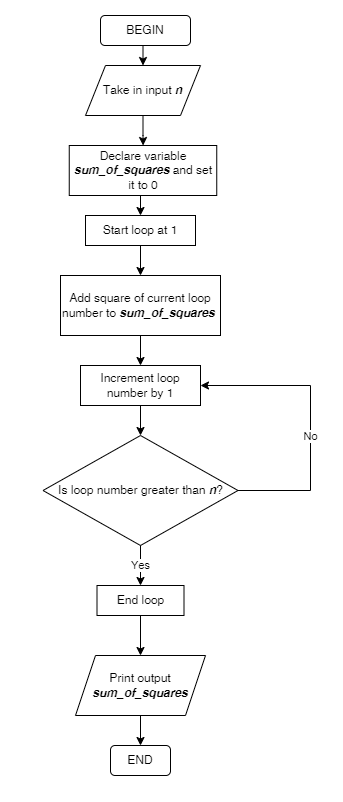 BEGIN
Take in input n
Declare variable
sum_of_squares and set
it to 0
Start loop at 1
Add square of current loop
number to sum_of_squares
Increment loop
number by 1
No
Is loop number greater than n?
Yes
End loop
Print output
sum_of_squares
END